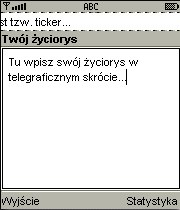 ABC
st tzw. ticker...
Twój życiorys
Tu wpisz swój życiorys w
telegraficznym skrócie...
Wyjście Statystyka